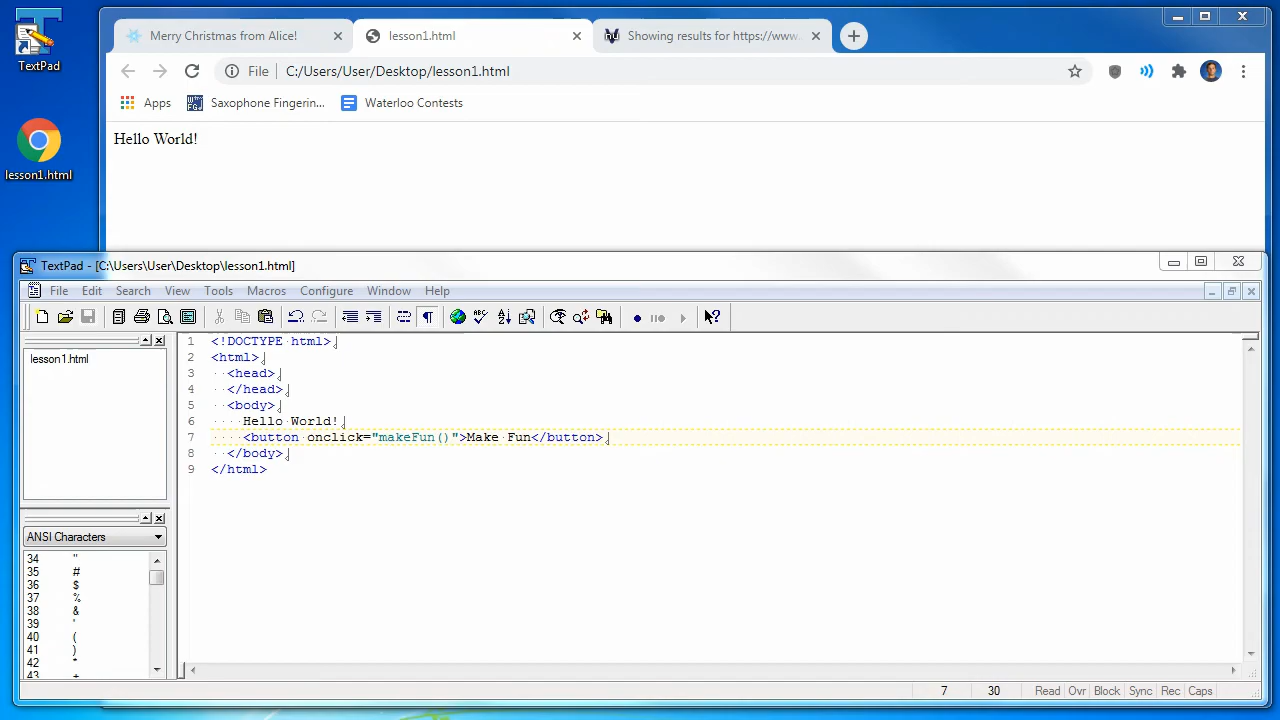 TextPad
lesson1.html
Merry Christmas from Alice!
lesson1.html
Showing results for https://www.
File
C:/Users/User/Desktop/lesson1.html
Apps
Saxophone Fingerin...
Waterloo Contests
Hello World!
TextPad - [C:\Users\User\Desktop\lesson1.html]
File Edit Search View Tools Macros Configure Window Help
lesson1.html
1 <!DOCTYPE html>
2 <html>
3 <head>
4 </head>
5 <body>
6 Hello World!
7 <button onclick="makeFun()">Make Fun</button>
8 </body>
9 </html>
ANSI Characters
34 "
35 #
36 $
37 %
38 &
39 '
40 (
41 )
42 *
43 +
7 30 Read Ovr Block Sync Rec Caps